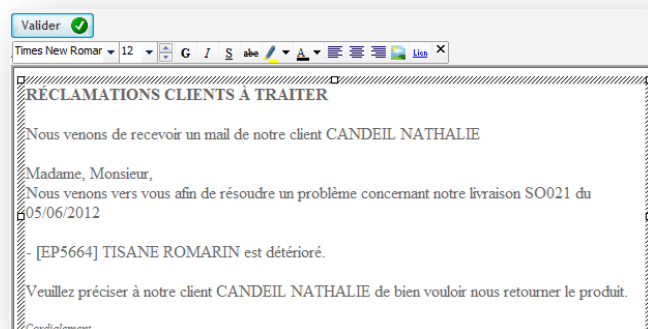 Valider
Times New Romar 12 G I S abe A Lien X
RÉCLAMATIONS CLIENTS À TRAITER
Nous venons de recevoir un mail de notre client CANDEIL NATHALIE
Madame, Monsieur,
Nous venons vers vous afin de résoudre un problème concernant notre livraison SO021 du
05/06/2012
- [EP5664] TISANE ROMARIN est détérioré.
Veuillez préciser à notre client CANDEIL NATHALIE de bien vouloir nous retourner le produit.
Cordialement